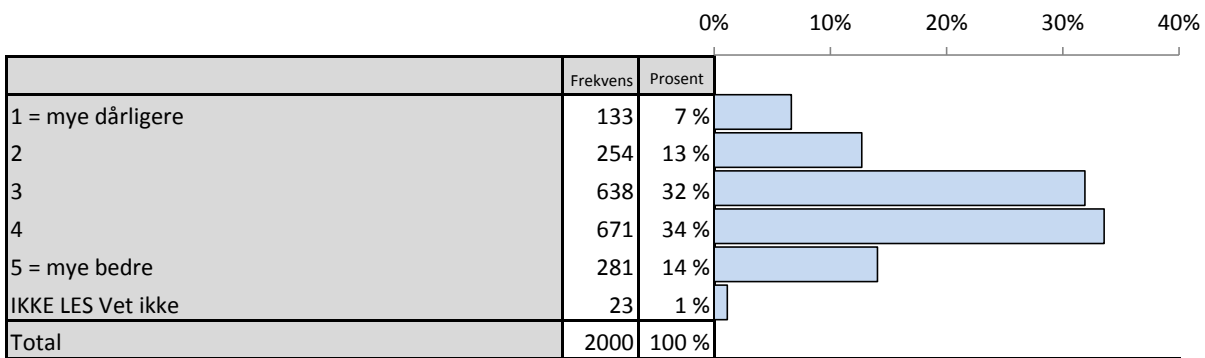 0% 10% 20% 30% 40%
Frekvens Prosent
1 = mye dårligere 133 7 %
2 254 13 %
3 638 32 %
4 671 34 %
5 = mye bedre 281 14 %
IKKE LES Vet ikke 23 1 %
Total 2000 100 %